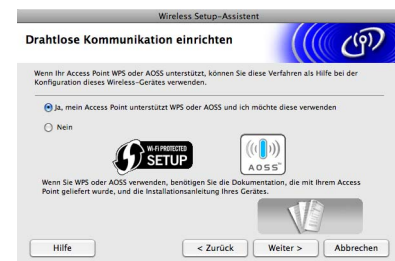 Wireless Setup-Assistent
Drahtlose Kommunikation einrichten
Wenn Ihr Access Point WPS oder AOSS unterstützt, können Sie diese Verfahren als Hilfe bei der
Konfiguration dieses Wireless-Gerätes verwenden.
Ja, mein Access Point unterstützt WPS oder AOSS und ich möchte diese verwenden
Nein
Wi-Fi PROTECTED
SETUP
AOSS™
Wenn Sie WPS oder AOSS verwenden, benötigen Sie die Dokumentation, die mit Ihrem Access
Point geliefert wurde, und die Installationsanleitung Ihres Gerätes.
Hilfe
< Zurück
Weiter >
Abbrechen